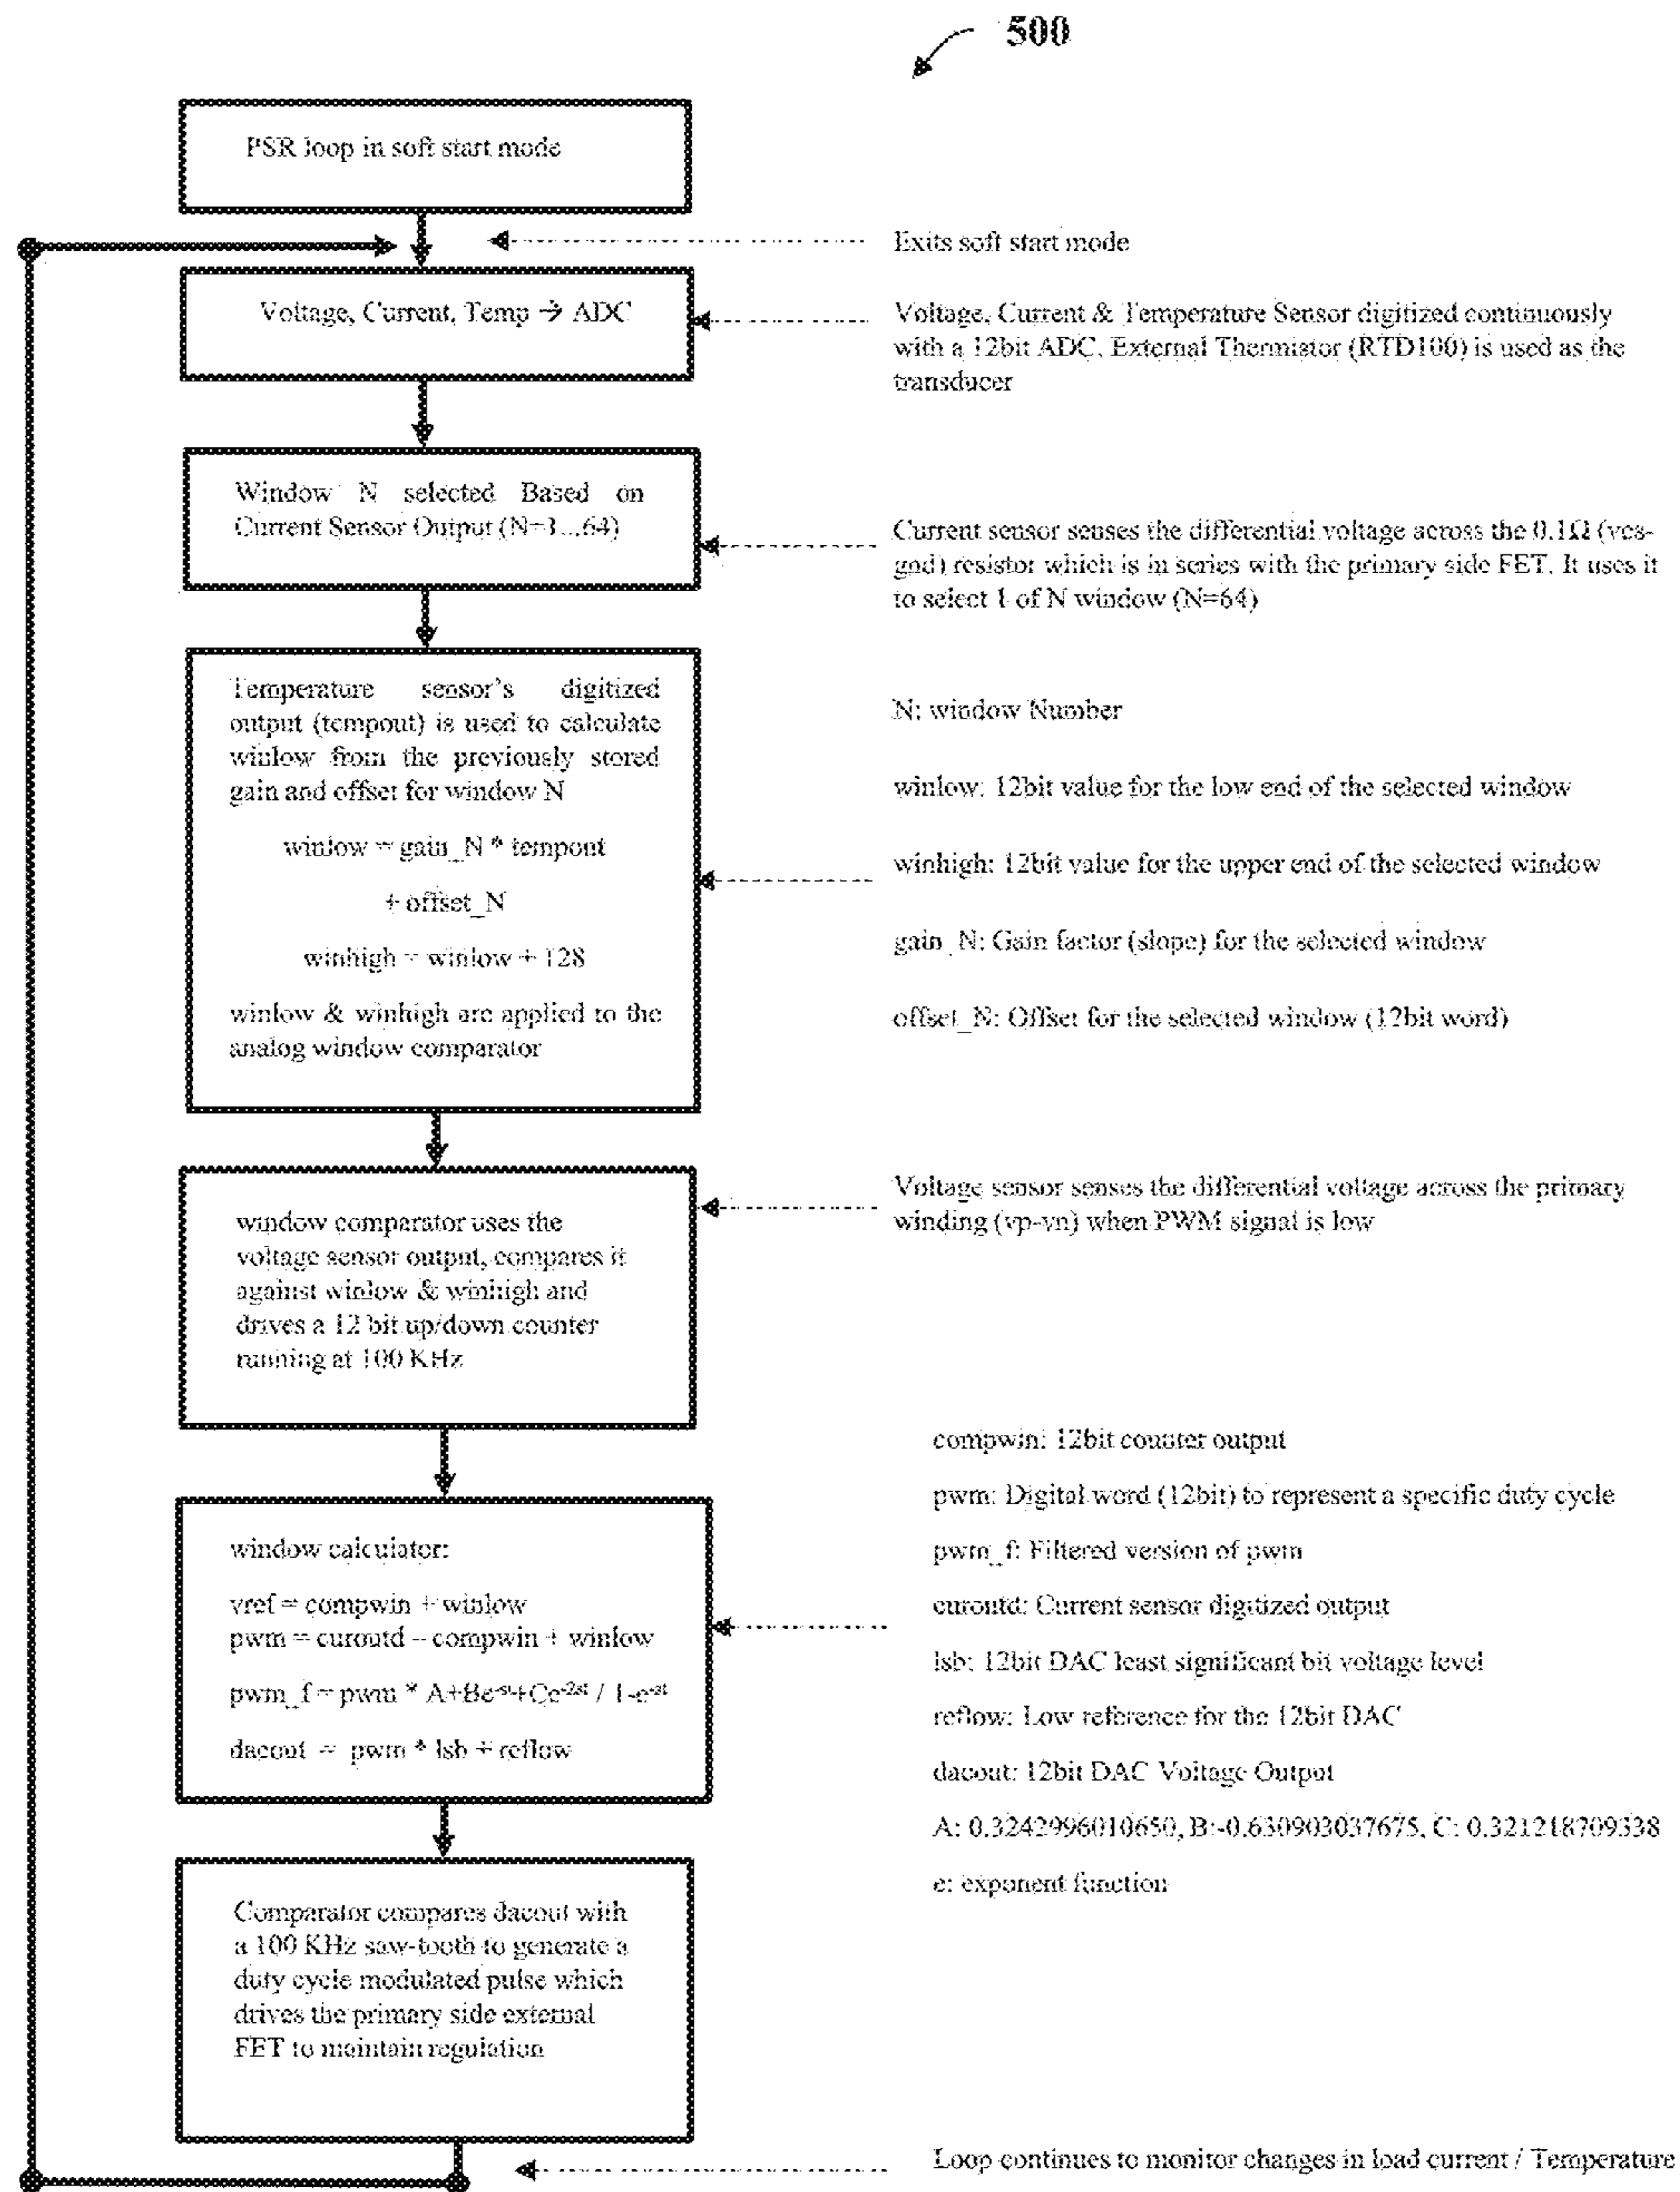 500
PSR loop in soft start mode
Exits soft start mode
Voltage, Current, Temp → ADC
Voltage, Current & Temperature Sensor digitized continuously
with a 12bit ADC. External Thermistor (RTD100) is used as the
transducer
Window N selected Based on
Current Sensor Output (N=1...64)
Current sensor senses the differential voltage across the 0.1Ω (vcs-
gnd) resistor which is in series with the primary side FET. It uses it
to select 1 of N window (N=64)
Temperature sensor's digitized
output (tempout) is used to calculate
winlow from the previously stored
gain and offset for window N
winlow = gain_N * tempout
+ offset_N
winhigh = winlow + 128
winlow & winhigh are applied to the
analog window comparator
N: window Number
winlow: 12bit value for the low end of the selected window
winhigh: 12bit value for the upper end of the selected window
gain_N: Gain factor (slope) for the selected window
offset_N: Offset for the selected window (12bit word)
window comparator uses the
voltage sensor output, compares it
against winlow & winhigh and
drives a 12 bit up/down counter
running at 100 KHz
Voltage sensor senses the differential voltage across the primary
winding (vp-vn) when PWM signal is low
window calculator:
vref = compwin + winlow
pwm = curoutd – compwin + winlow
pwm_f = pwm * A+Be^-st+Ce^-2st / 1-e^-st
dacout = pwm * lsb + reflow
compwin: 12bit counter output
pwm: Digital word (12bit) to represent a specific duty cycle
pwm_f: Filtered version of pwm
curoutd: Current sensor digitized output
lsb: 12bit DAC least significant bit voltage level
reflow: Low reference for the 12bit DAC
dacout: 12bit DAC Voltage Output
A: 0.3242996010650, B:-0.630903037675, C: 0.321218709338
e: exponent function
Comparator compares dacout with
a 100 KHz saw-tooth to generate a
duty cycle modulated pulse which
drives the primary side external
FET to maintain regulation
Loop continues to monitor changes in load current / Temperature